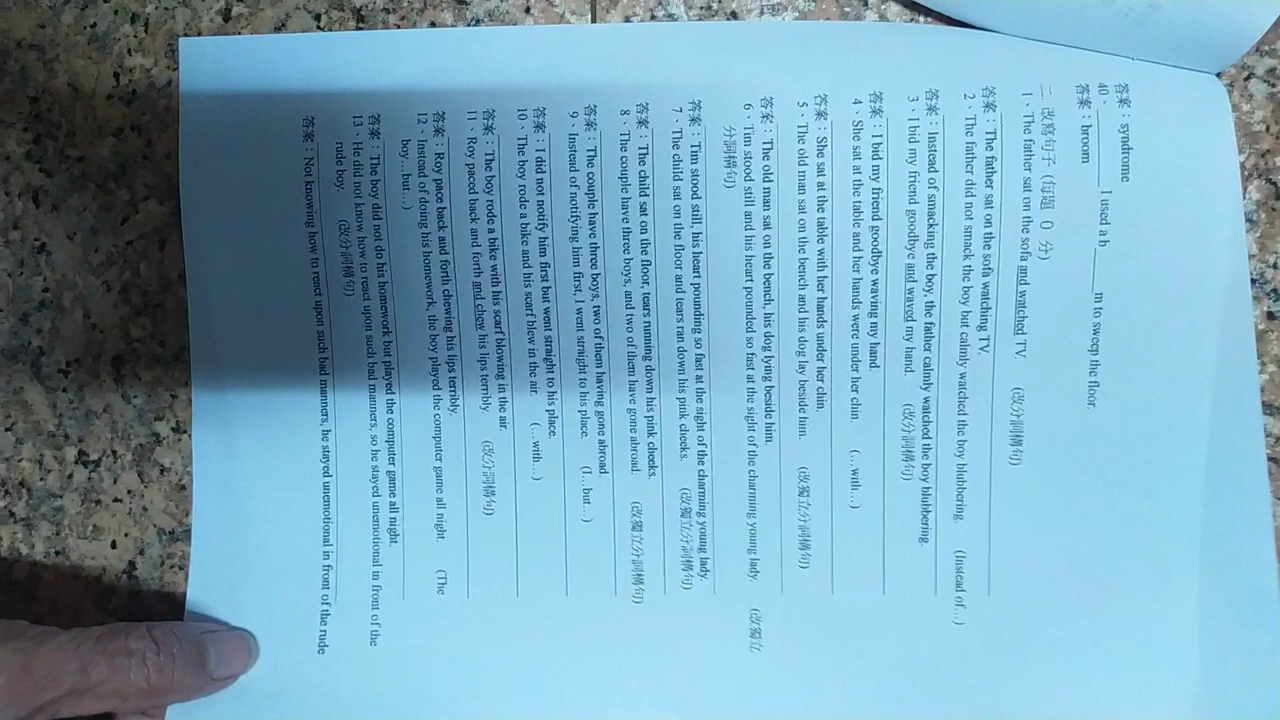 答案：syndrome
40、________ I used a b________m to sweep the floor.
答案：broom
二、改寫句子 (每題 0 分)
1、The father sat on the sofa and watched TV. (改分詞構句)
答案：The father sat on the sofa watching TV.
2、The father did not smack the boy but calmly watched the boy blubbering. (Instead of…)
答案：Instead of smacking the boy, the father calmly watched the boy blubbering.
3、I bid my friend goodbye and waved my hand. (改分詞構句)
答案：I bid my friend goodbye waving my hand.
4、She sat at the table and her hands were under her chin. (…with…)
答案：She sat at the table with her hands under her chin.
5、The old man sat on the bench and his dog lay beside him. (改獨立分詞構句)
答案：The old man sat on the bench, his dog lying beside him.
6、Tim stood still and his heart pounded so fast at the sight of the charming young lady. (改獨立
分詞構句)
答案：Tim stood still, his heart pounding so fast at the sight of the charming young lady.
7、The child sat on the floor and tears ran down his pink cheeks. (改獨立分詞構句)
答案：The child sat on the floor, tears running down his pink cheeks.
8、The couple have three boys, and two of them have gone abroad. (改獨立分詞構句)
答案：The couple have three boys, two of them having gone abroad.
9、Instead of notifying him first, I went straight to his place. (I…but…)
答案：I did not notify him first but went straight to his place.
10、The boy rode a bike and his scarf blew in the air. (…with…)
答案：The boy rode a bike with his scarf blowing in the air.
11、Roy paced back and forth and chew his lips terribly. (改分詞構句)
答案：Roy pace back and forth chewing his lips terribly.
12、Instead of doing his homework, the boy played the computer game all night. (The
boy…but…)
答案：The boy did not do his homework but played the computer game all night.
13、He did not know how to react upon such bad manners, so he stayed unemotional in front of the
rude boy. (改分詞構句)
答案：Not knowing how to react upon such bad manners, he stayed unemotional in front of the rude